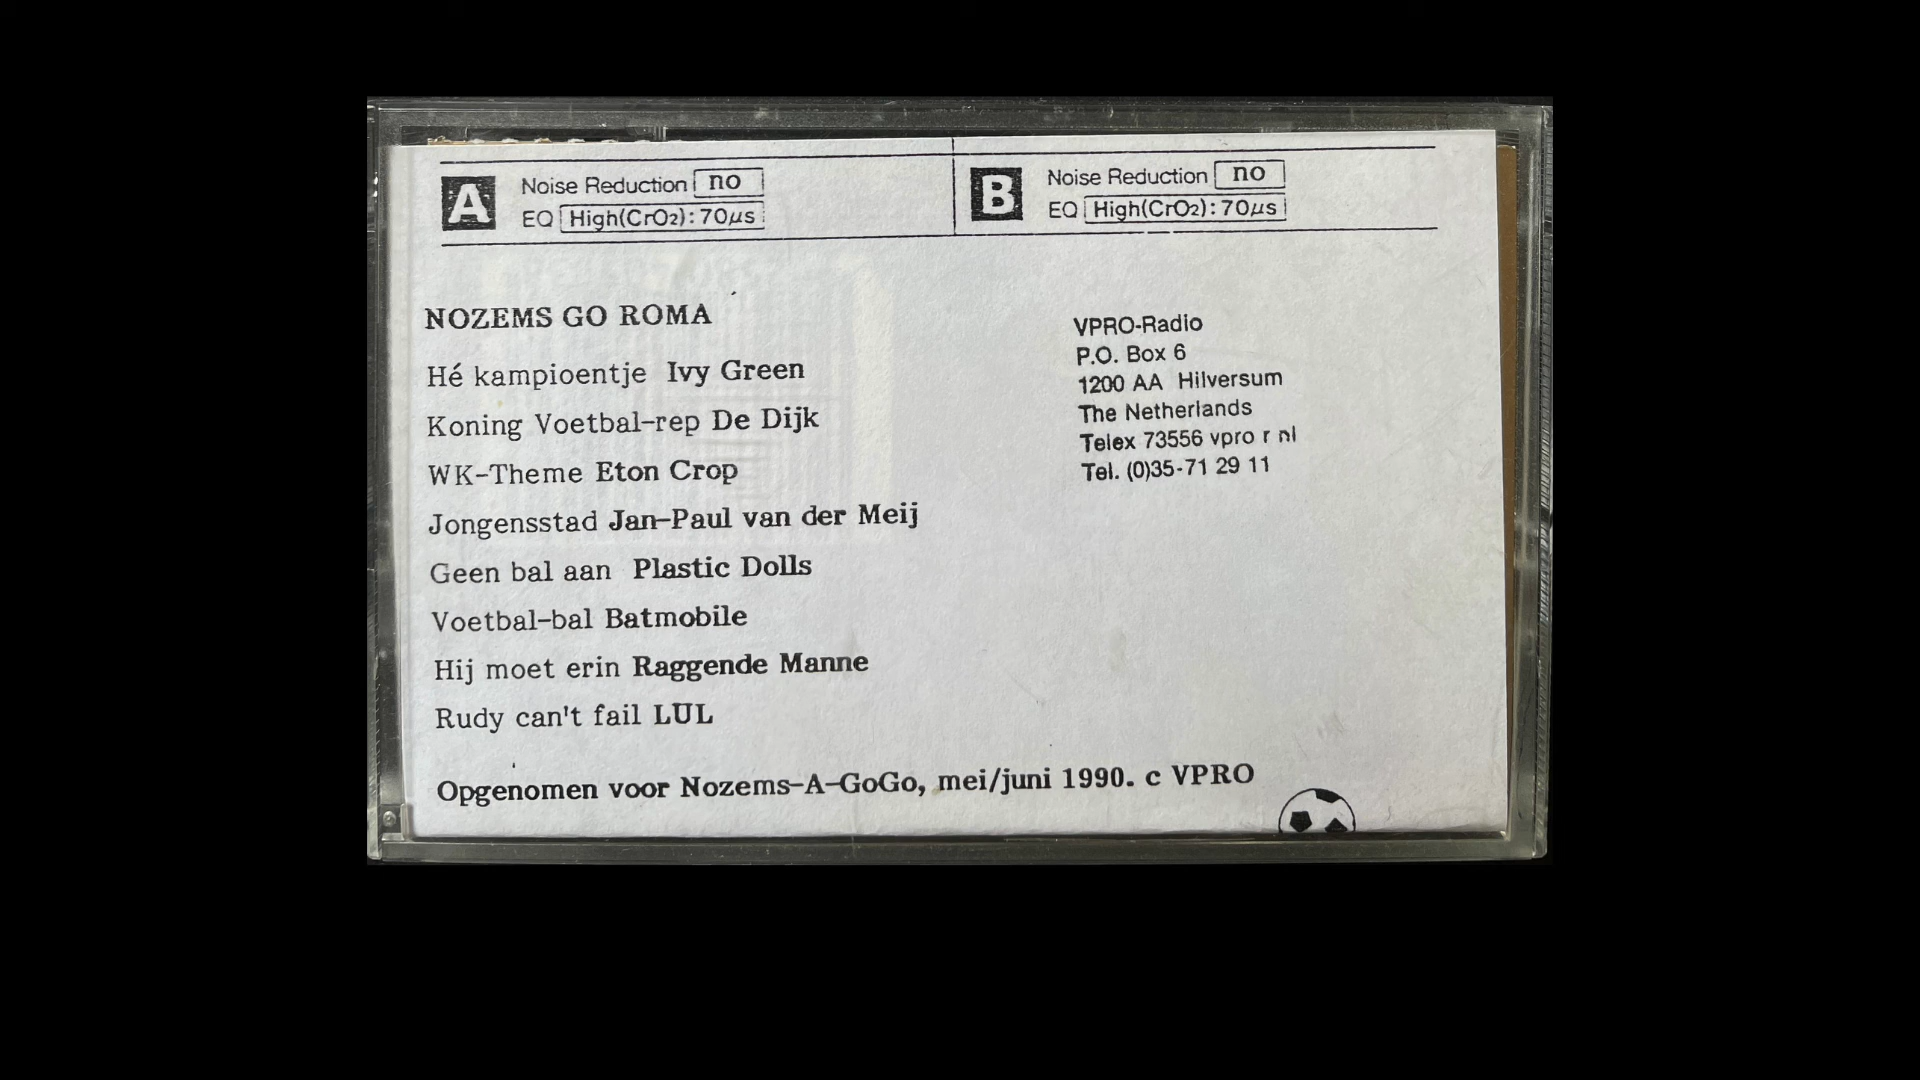 A
Noise Reduction no
EQ High(CrO2): 70µs
B
Noise Reduction no
EQ High(CrO2): 70µs
NOZEMS GO ROMA
Hé kampioentje Ivy Green
Koning Voetbal-rep De Dijk
WK-Theme Eton Crop
Jongensstad Jan-Paul van der Meij
Geen bal aan Plastic Dolls
Voetbal-bal Batmobile
Hij moet erin Raggende Manne
Rudy can't fail LUL
Opgenomen voor Nozems-A-GoGo, mei/juni 1990. c VPRO
VPRO-Radio
P.O. Box 6
1200 AA Hilversum
The Netherlands
Telex 73556 vpro r nl
Tel. (0)35-71 29 11